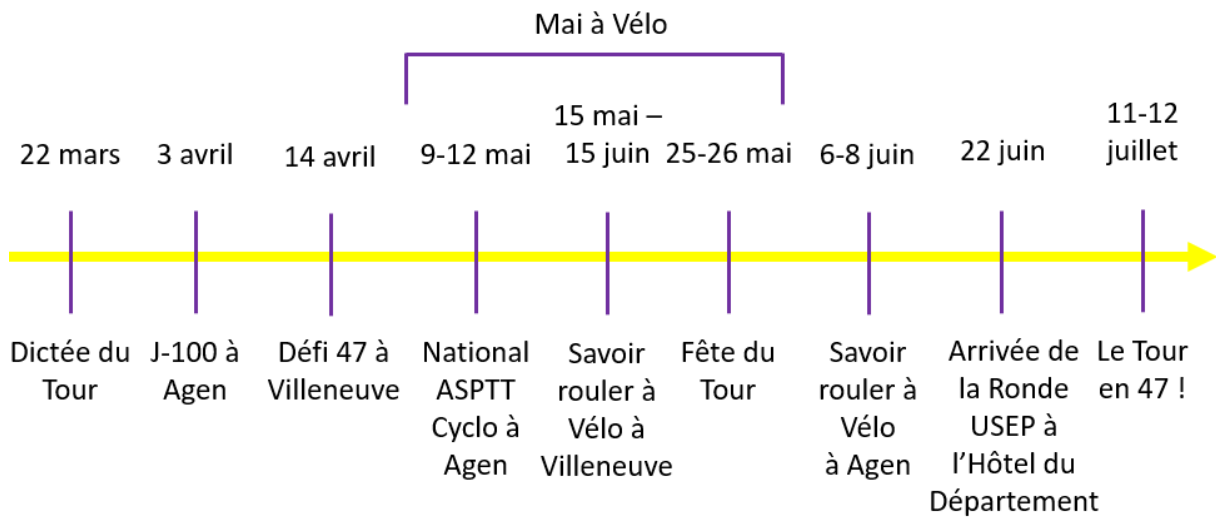 Mai à Vélo
22 mars
3 avril
14 avril
9-12 mai
15 mai –
15 juin
25-26 mai
6-8 juin
22 juin
11-12
juillet
Dictée du
Tour
J-100 à
Agen
Défi 47 à
Villeneuve
National
ASPTT
Cyclo à
Agen
Savoir
rouler à
Vélo à
Villeneuve
Fête du
Tour
Savoir
rouler à
Vélo
à Agen
Arrivée de
la Ronde
USEP à
l’Hôtel du
Département
Le Tour
en 47 !